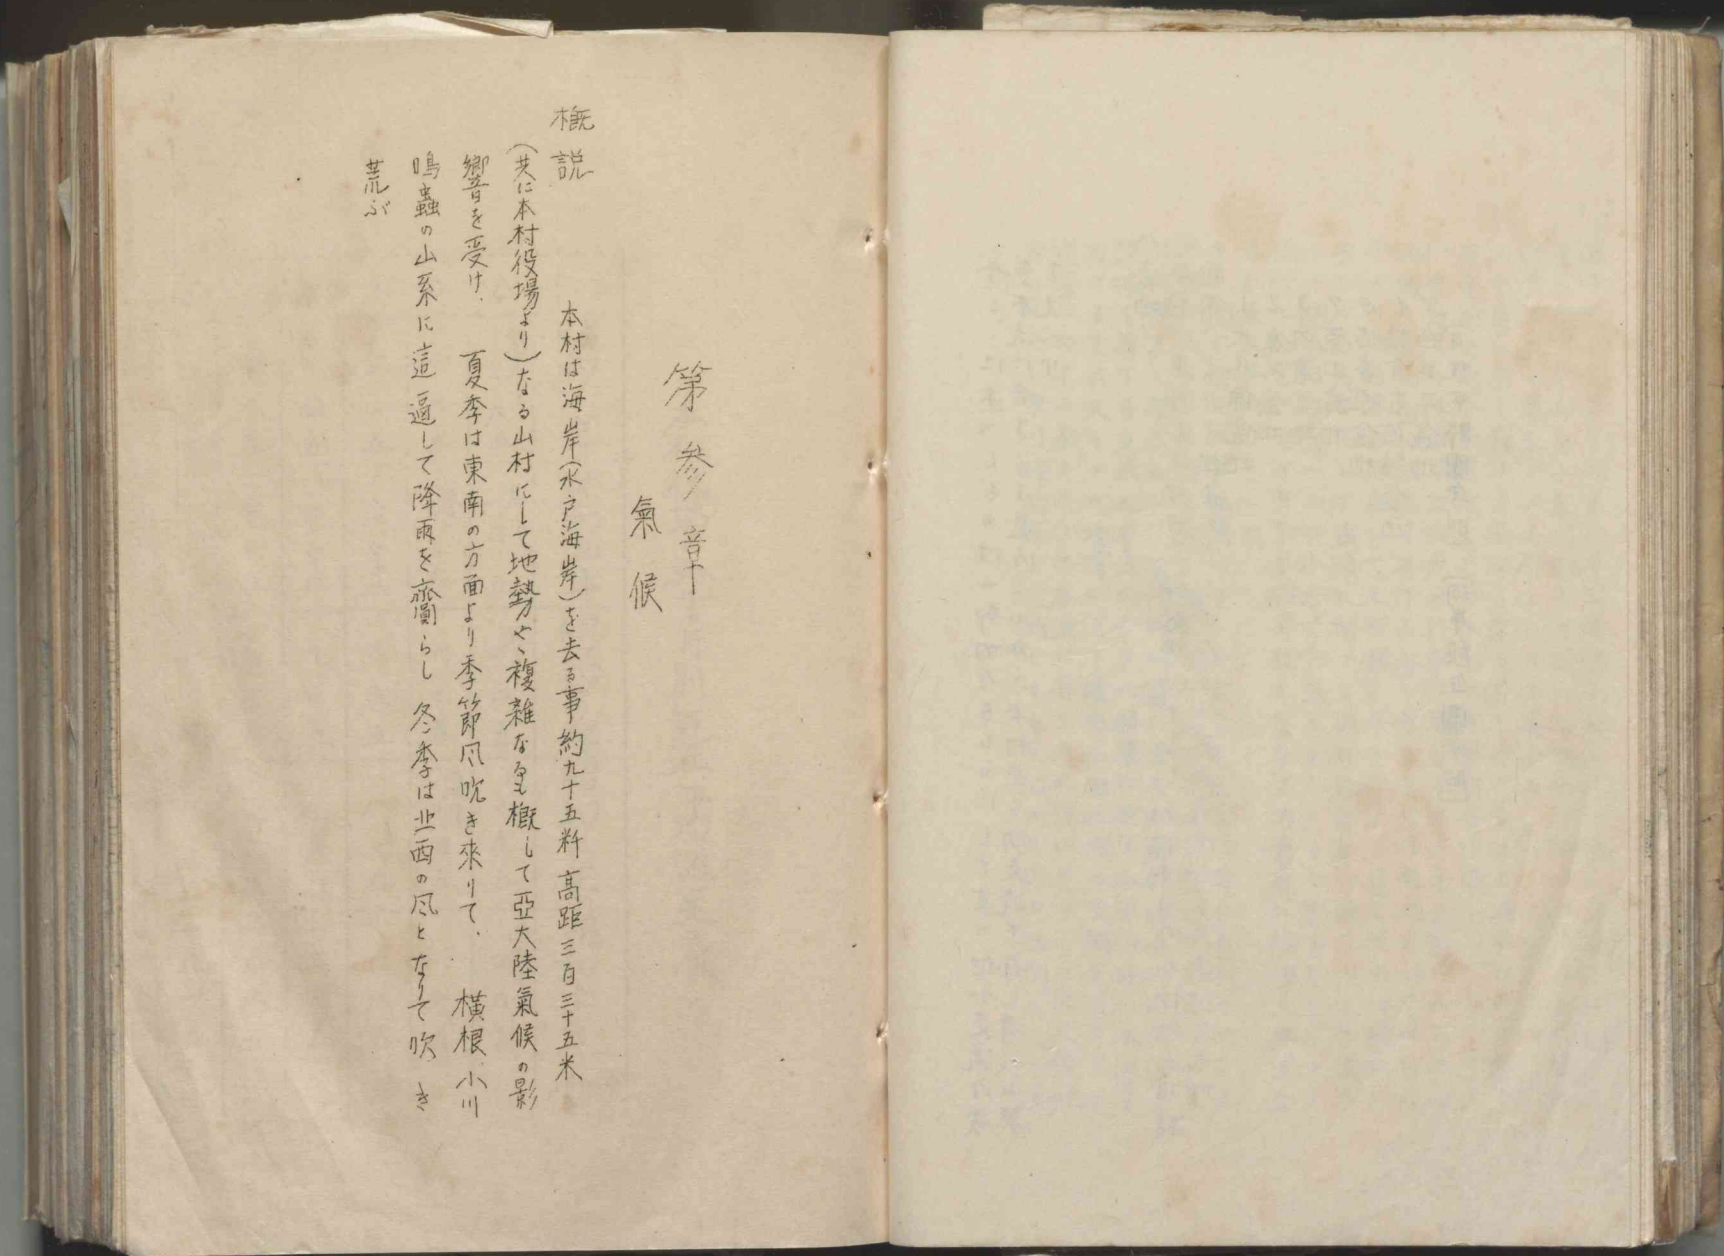 第参章
氣候
概説
本村は海岸(水戸海岸)を去る事約九十五粁高距三百三十五米
(共に本村役場より)なる山村にして地勢やゝ複雑なるも概して亞大陸氣候の影
響を受け、夏季は東南の方面より季節風吹き來りて、横根、小川
鳴蟲の山系に逼して降雨を齎らし冬季は北西の風となりて吹き
荒ぶ